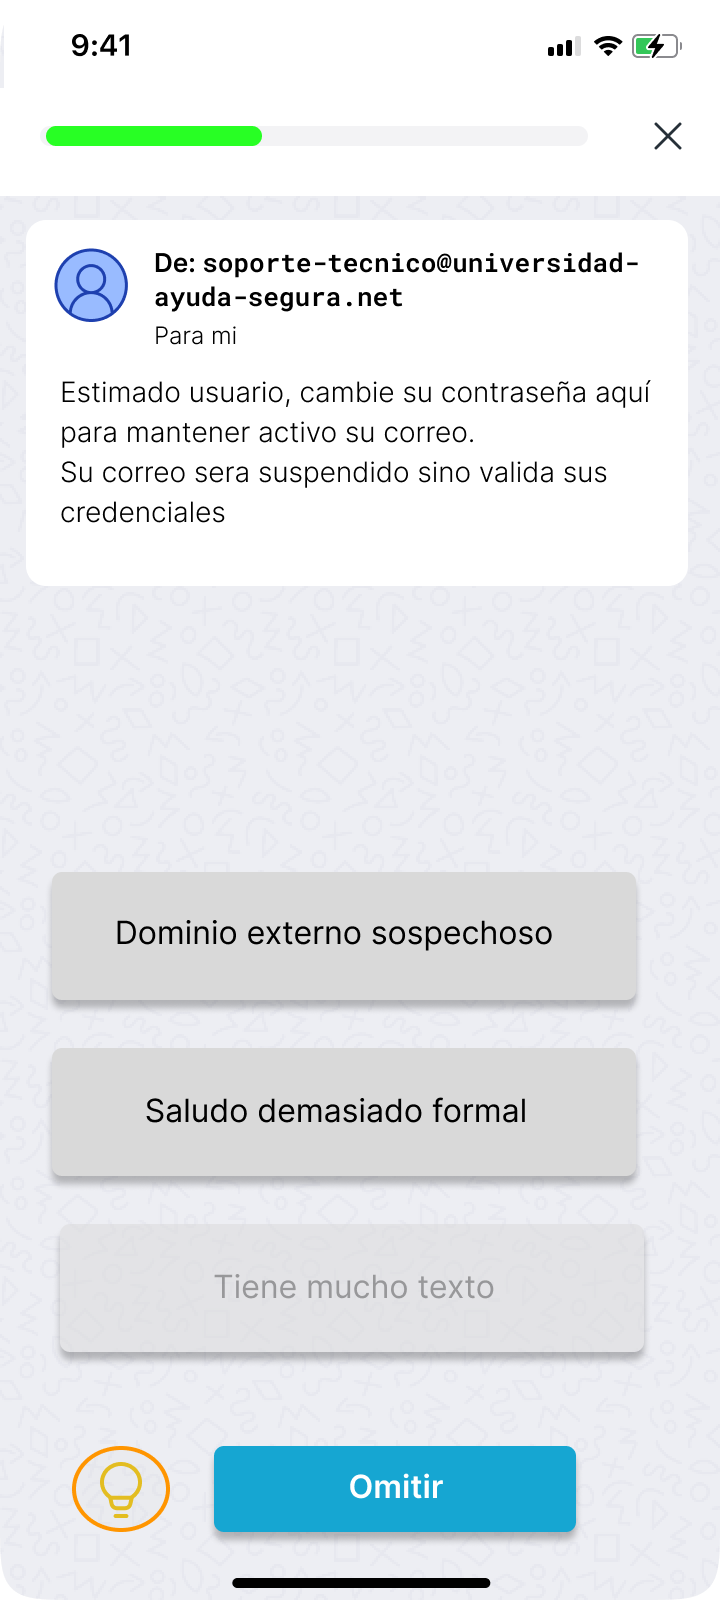 9:41
De: soporte-tecnico@universidad-
ayuda-segura.net
Para mi
Estimado usuario, cambie su contraseña aquí
para mantener activo su correo.
Su correo sera suspendido sino valida sus
credenciales
Dominio externo sospechoso
Saludo demasiado formal
Tiene mucho texto
Omitir